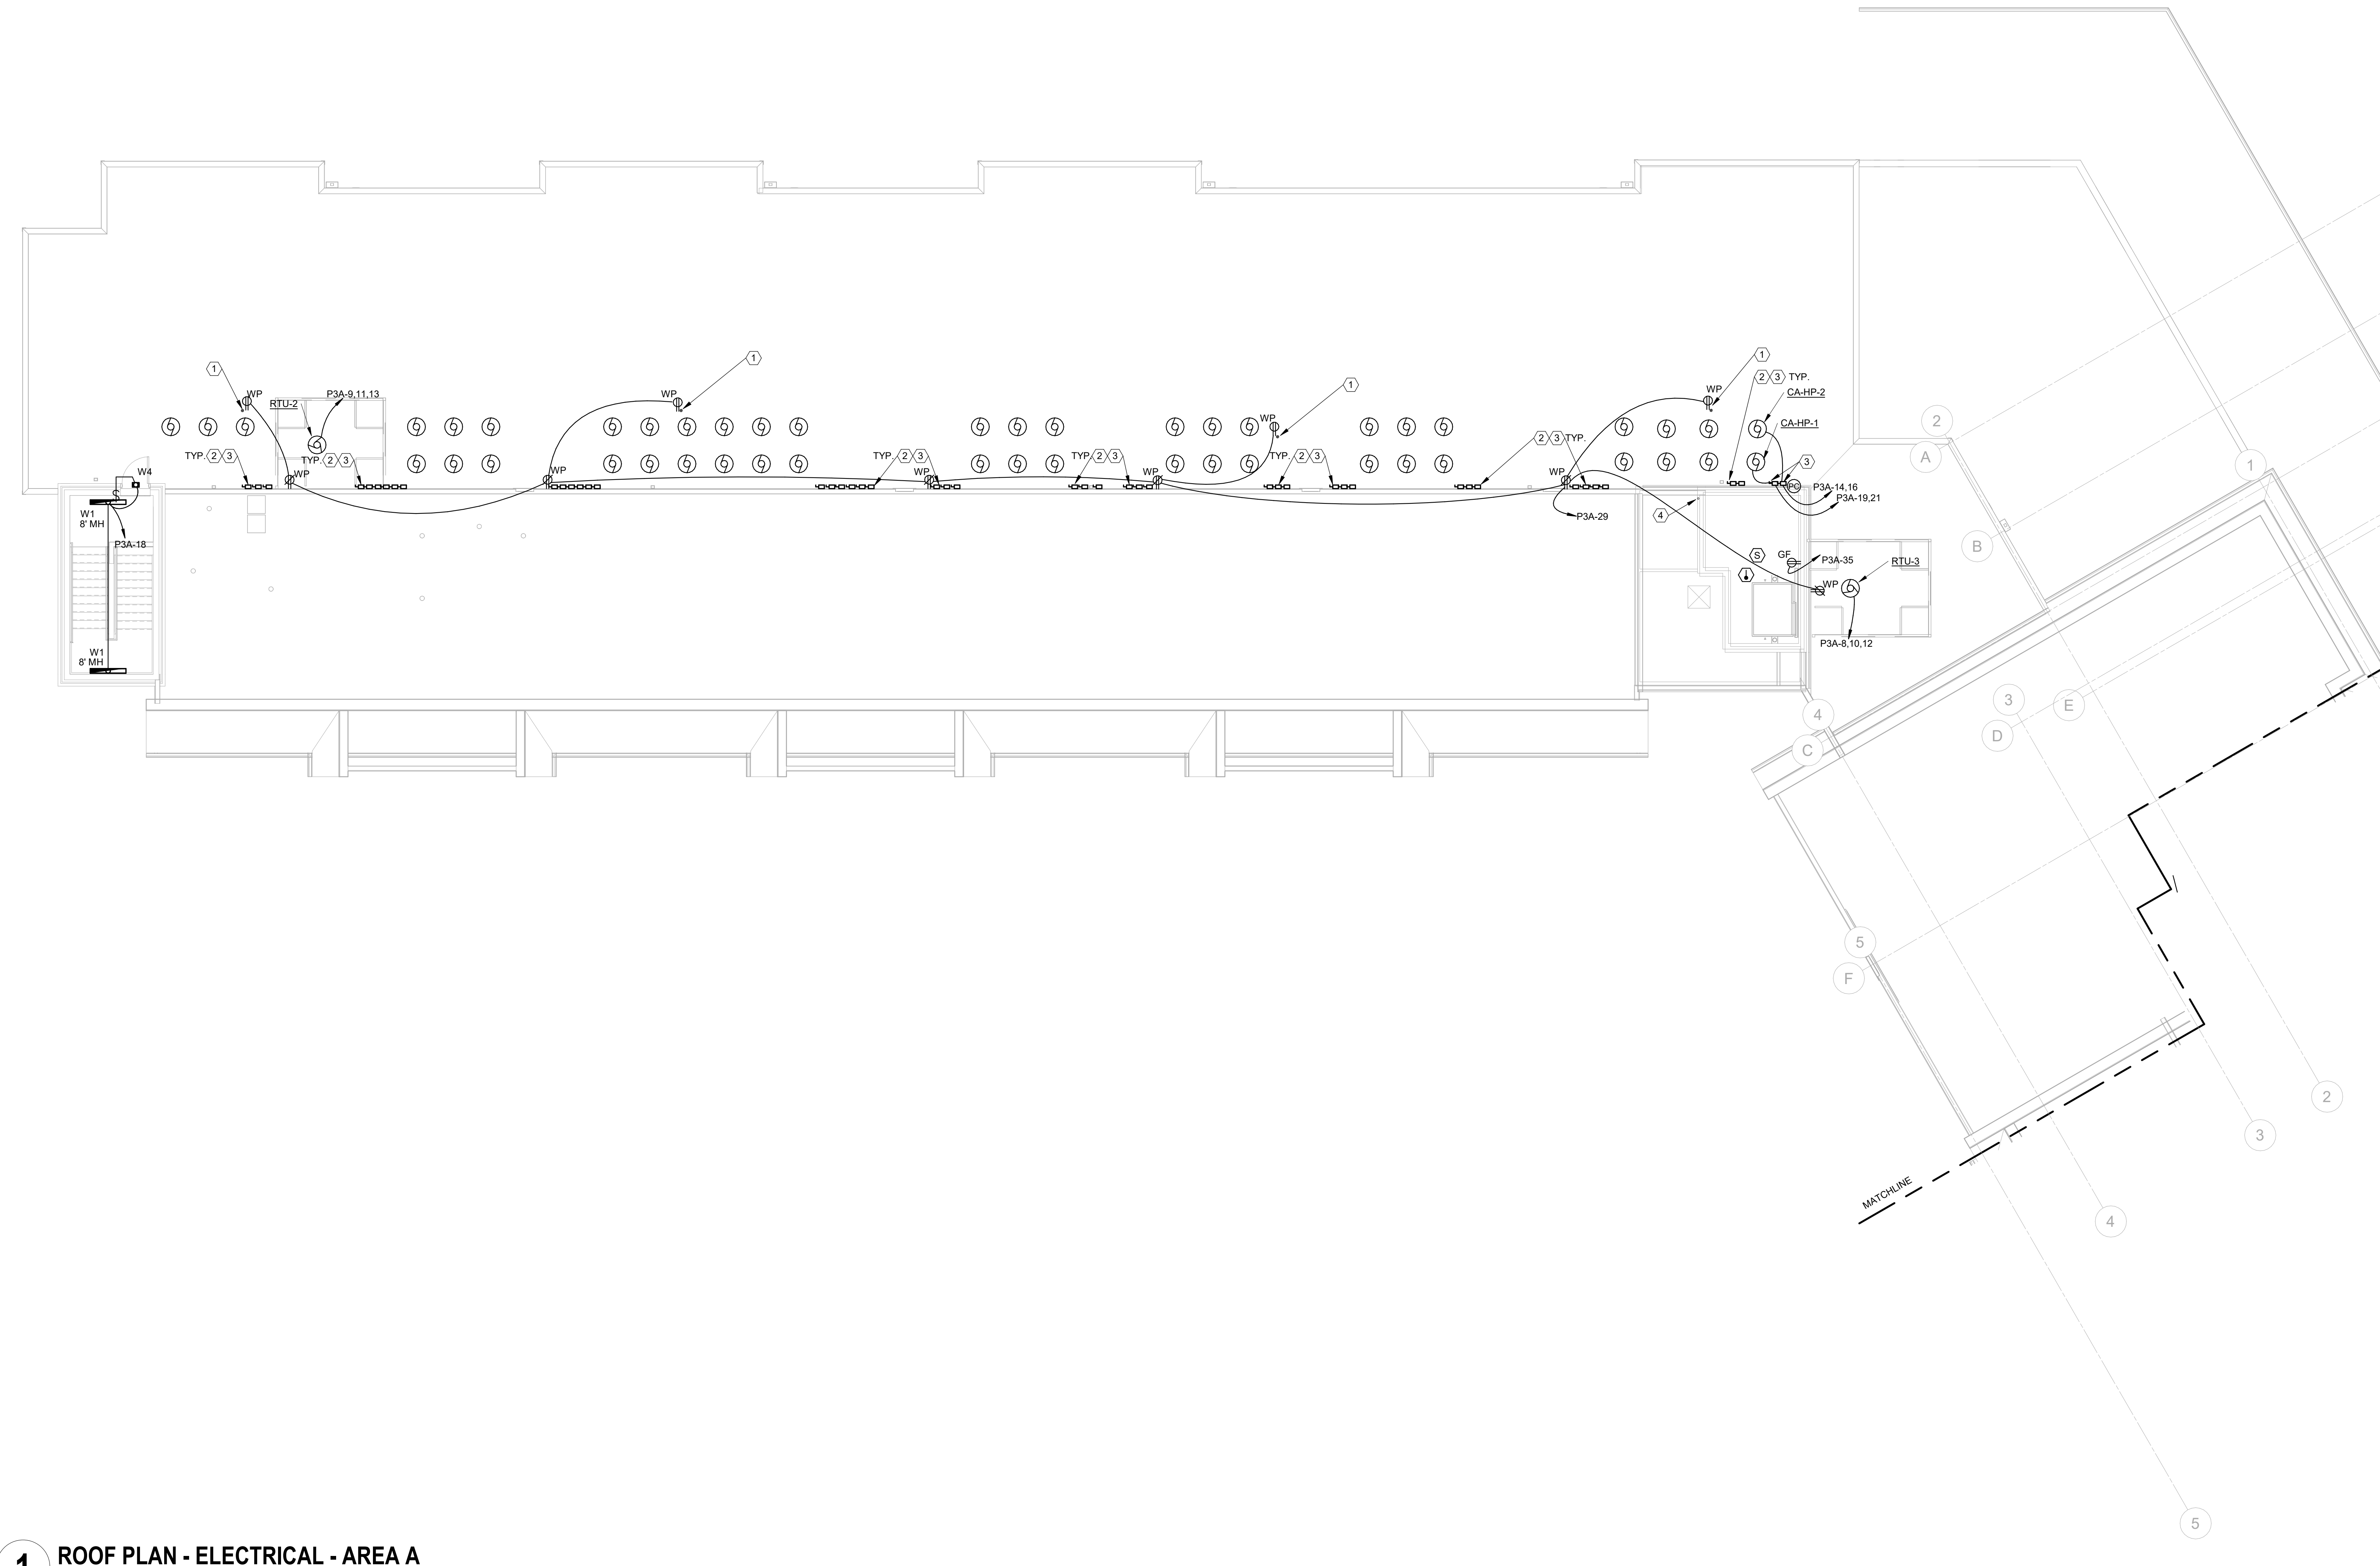 1
1
1
1
2 3 TYP.
WP
RTU-2
P3A-9,11,13
WP
WP
CA-HP-2
WP
CA-HP-1
TYP. 2 3
TYP. 2 3
TYP. 2 3
TYP. 2 3
TYP. 2 3
2 3 TYP.
3
W4
WP
WP
WP
WP
WP
S
PC
P3A-14,16
P3A-19,21
W1
8' MH
P3A-29
4
P3A-18
S
GF
P3A-35
RTU-3
WP
W1
8' MH
P3A-8,10,12
2
A
1
B
3
E
4
D
C
5
F
2
3
MATCHLINE
4
5
1
ROOF PLAN - ELECTRICAL - AREA A